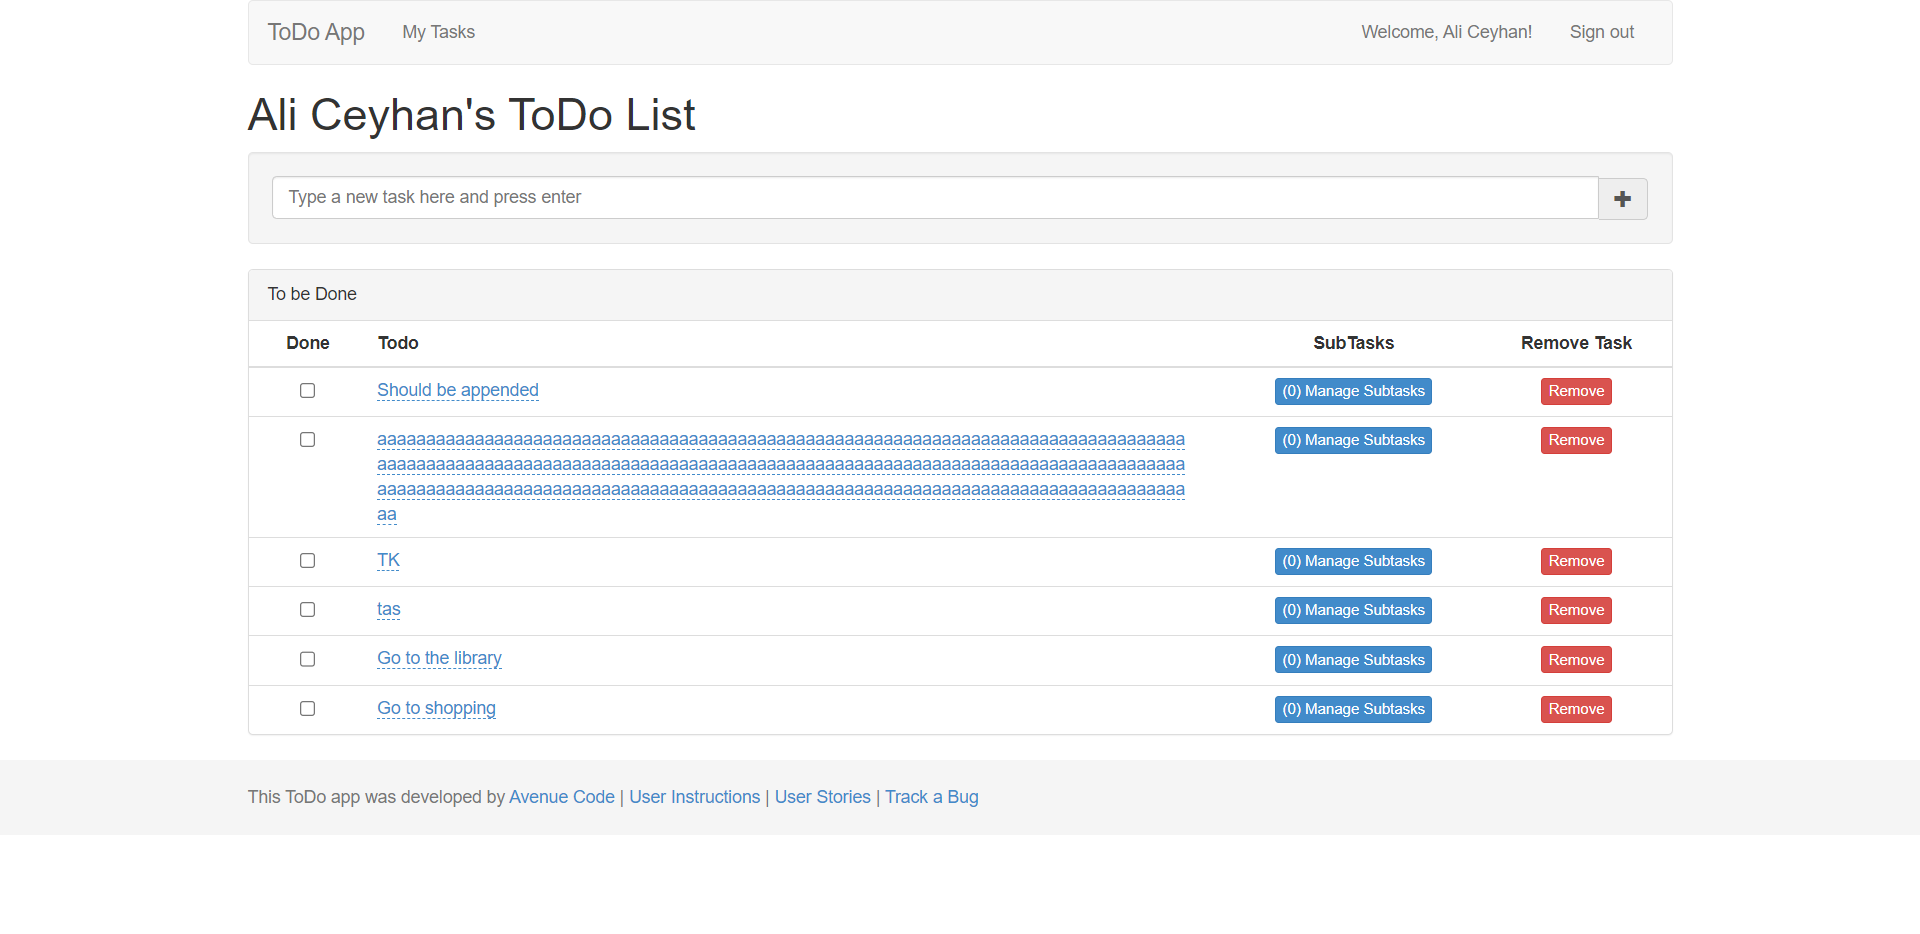 ToDo App My Tasks Welcome, Ali Ceyhan! Sign out
Ali Ceyhan's ToDo List
Type a new task here and press enter
To be Done
Done Todo SubTasks Remove Task
Should be appended (0) Manage Subtasks Remove
aaaaaaaaaaaaaaaaaaaaaaaaaaaaaaaaaaaaaaaaaaaaaaaaaaaaaaaaaaaaaaaaaaaaaaaaaaaaaaaaaaa (0) Manage Subtasks Remove
aaaaaaaaaaaaaaaaaaaaaaaaaaaaaaaaaaaaaaaaaaaaaaaaaaaaaaaaaaaaaaaaaaaaaaaaaaaaaaaaaaa
aaaaaaaaaaaaaaaaaaaaaaaaaaaaaaaaaaaaaaaaaaaaaaaaaaaaaaaaaaaaaaaaaaaaaaaaaaaaaaaaaaa
aa
TK (0) Manage Subtasks Remove
tas (0) Manage Subtasks Remove
Go to the library (0) Manage Subtasks Remove
Go to shopping (0) Manage Subtasks Remove
This ToDo app was developed by Avenue Code | User Instructions | User Stories | Track a Bug